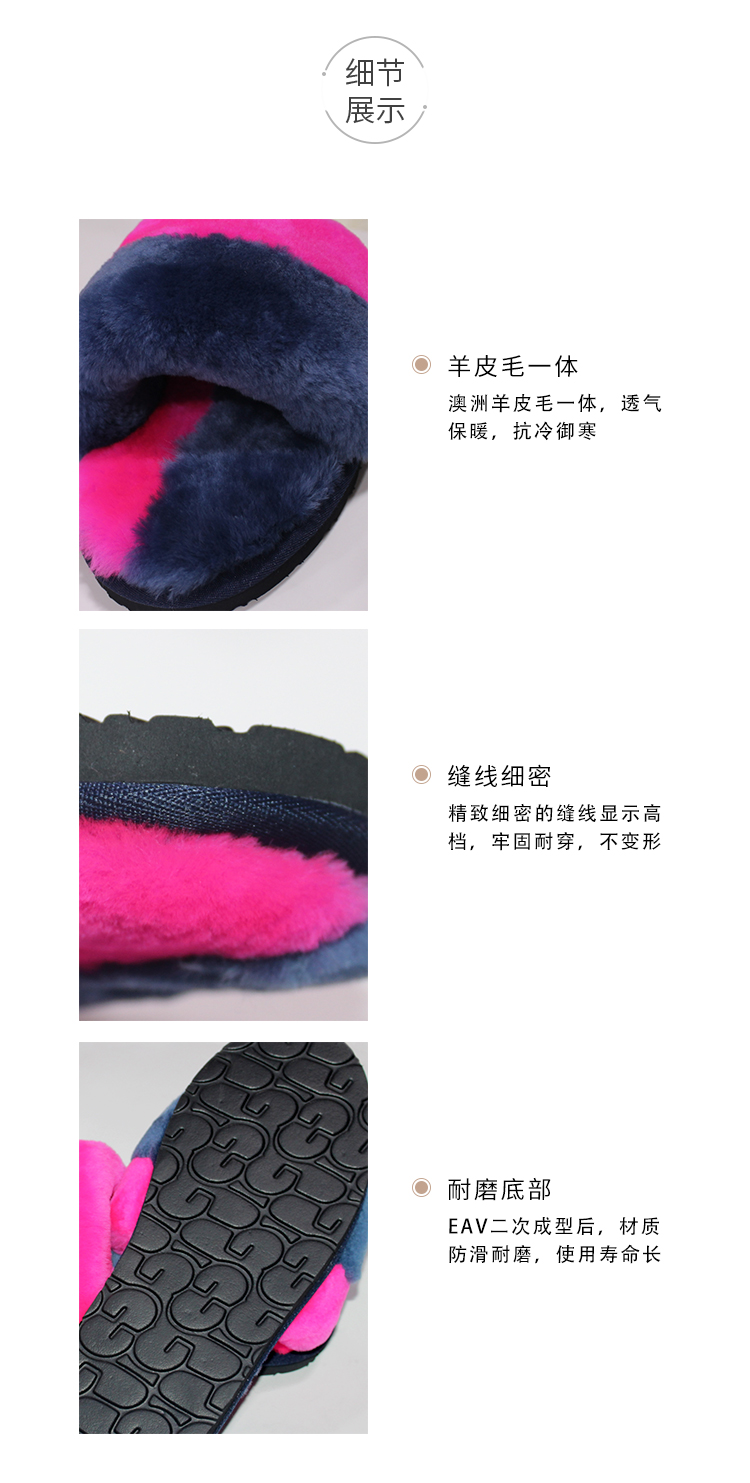 细节
展示
羊皮毛一体
澳洲羊皮毛一体，透气
保暖，抗冷御寒
缝线细密
精致细密的缝线显示高
档，牢固耐穿，不变形
耐磨底部
EAV二次成型后，材质
防滑耐磨，使用寿命长